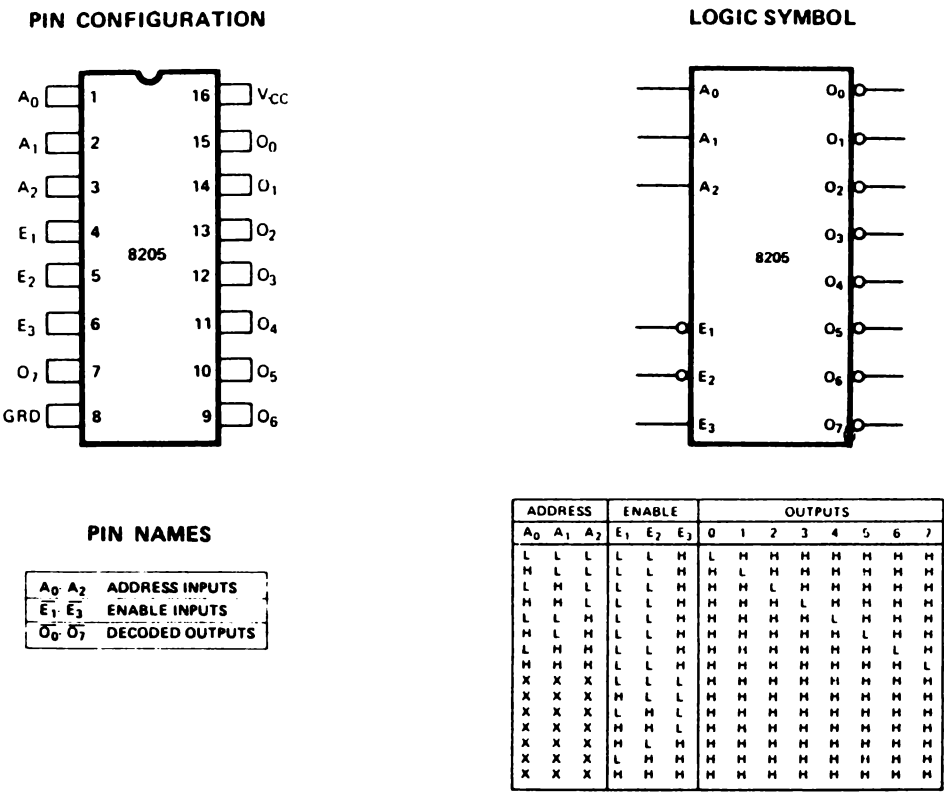 PIN CONFIGURATION
A0 1 16 VCC
A1 2 15 O0
A2 3 14 O1
E1 4 13 O2
8205
E2 5 12 O3
E3 6 11 O4
O7 7 10 O5
GRD 8 9 O6
LOGIC SYMBOL
A0 O0
A1 O1
A2 O2
O3
8205
O4
E1 O5
E2 O6
E3 O7
PIN NAMES
A0- A2 ADDRESS INPUTS
E̅1- E̅3 ENABLE INPUTS
O̅0- O̅7 DECODED OUTPUTS
ADDRESS ENABLE OUTPUTS
A0 A1 A2 E1 E2 E3 0 1 2 3 4 5 6 7
L L L L L H L H H H H H H H
H L L L L H H L H H H H H H
L H L L L H H H L H H H H H
H H L L L H H H H L H H H H
L L H L L H H H H H L H H H
H L H L L H H H H H H L H H
L H H L L H H H H H H H L H
H H H L L H H H H H H H H L
X X X L L L H H H H H H H H
X X X H L L H H H H H H H H
X X X L H L H H H H H H H H
X X X H H L H H H H H H H H
X X X H L H H H H H H H H H
X X X L H H H H H H H H H H
X X X H H H H H H H H H H H